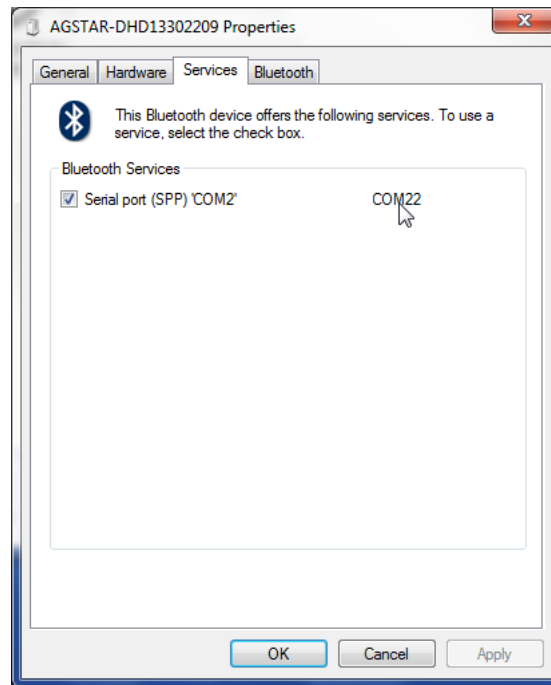 AGSTAR-DHD13302209 Properties
General Hardware Services Bluetooth
This Bluetooth device offers the following services. To use a
service, select the check box.
Bluetooth Services
Serial port (SPP) 'COM2' COM22
OK Cancel Apply